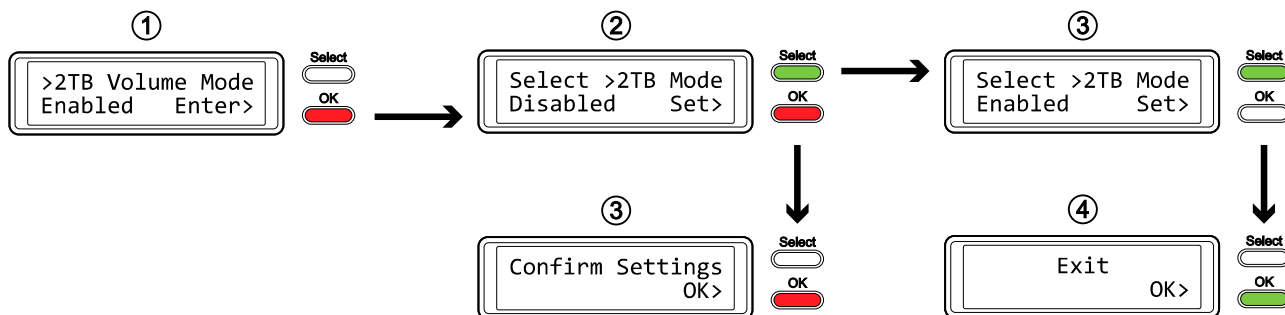 ①
>2TB Volume Mode
Enabled Enter>
Select
OK
②
Select >2TB Mode
Disabled Set>
Select
OK
③
Select >2TB Mode
Enabled Set>
Select
OK
③
Confirm Settings
OK>
Select
OK
④
Exit
OK>
Select
OK